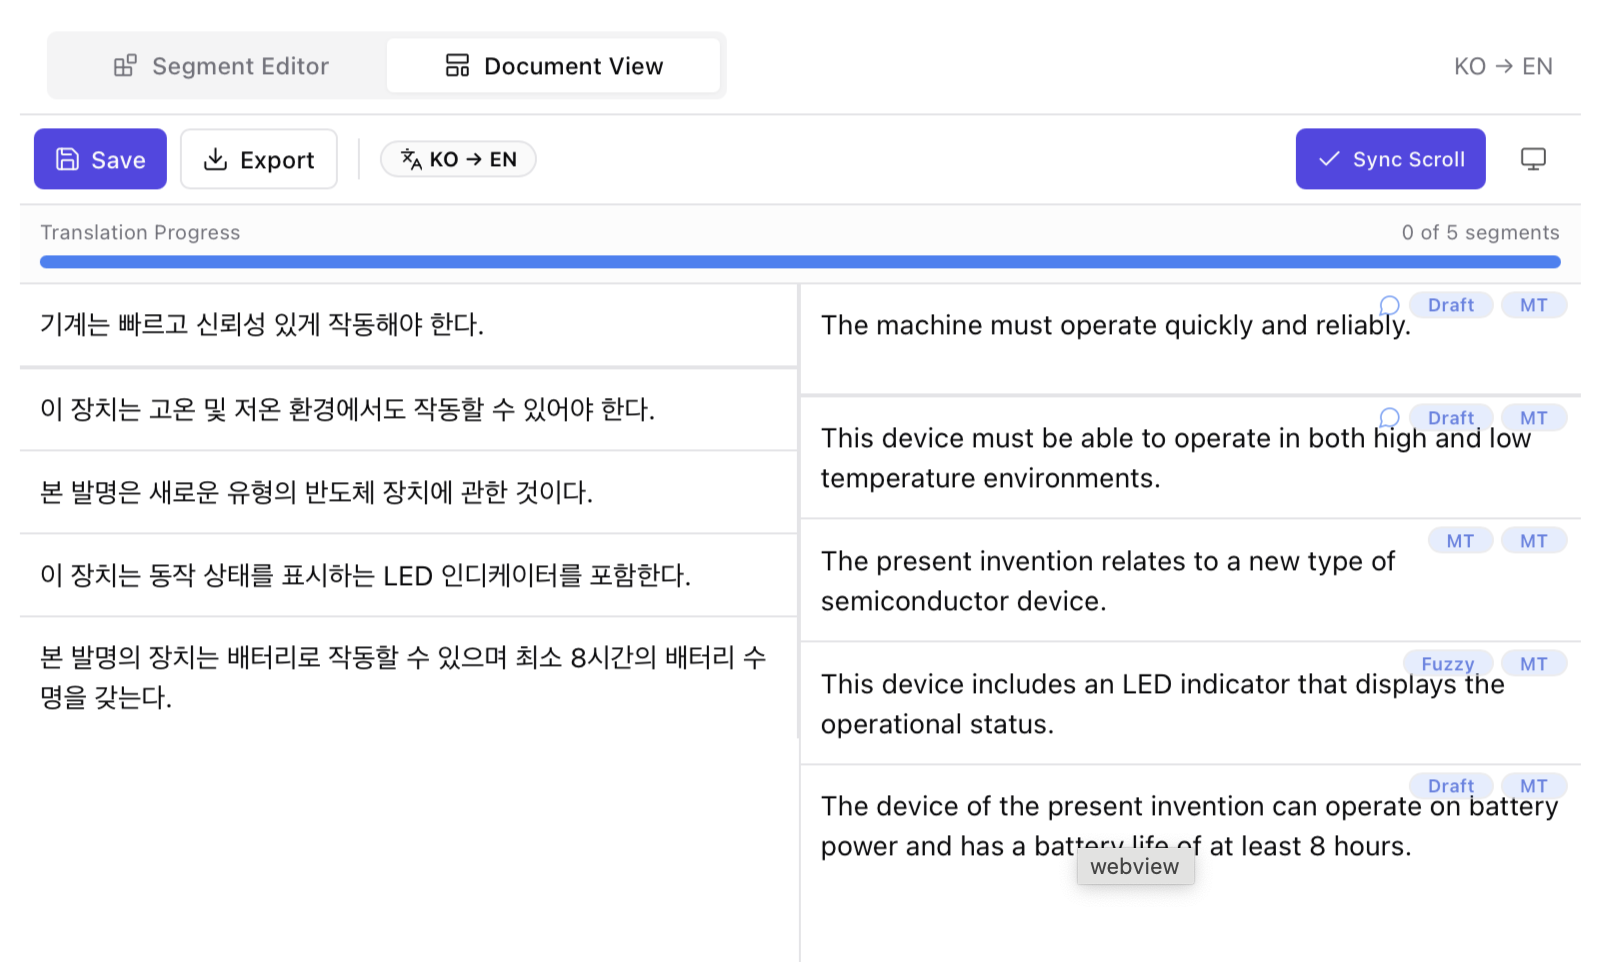 Segment Editor
Document View
KO → EN
Save
Export
KO → EN
Sync Scroll
Translation Progress
0 of 5 segments
기계는 빠르고 신뢰성 있게 작동해야 한다.
이 장치는 고온 및 저온 환경에서도 작동할 수 있어야 한다.
본 발명은 새로운 유형의 반도체 장치에 관한 것이다.
이 장치는 동작 상태를 표시하는 LED 인디케이터를 포함한다.
본 발명의 장치는 배터리로 작동할 수 있으며 최소 8시간의 배터리 수
명을 갖는다.
Draft MT
The machine must operate quickly and reliably.
Draft MT
This device must be able to operate in both high and low
temperature environments.
MT MT
The present invention relates to a new type of
semiconductor device.
Fuzzy MT
This device includes an LED indicator that displays the
operational status.
Draft MT
The device of the present invention can operate on battery
power and has a battery life of at least 8 hours.
webview